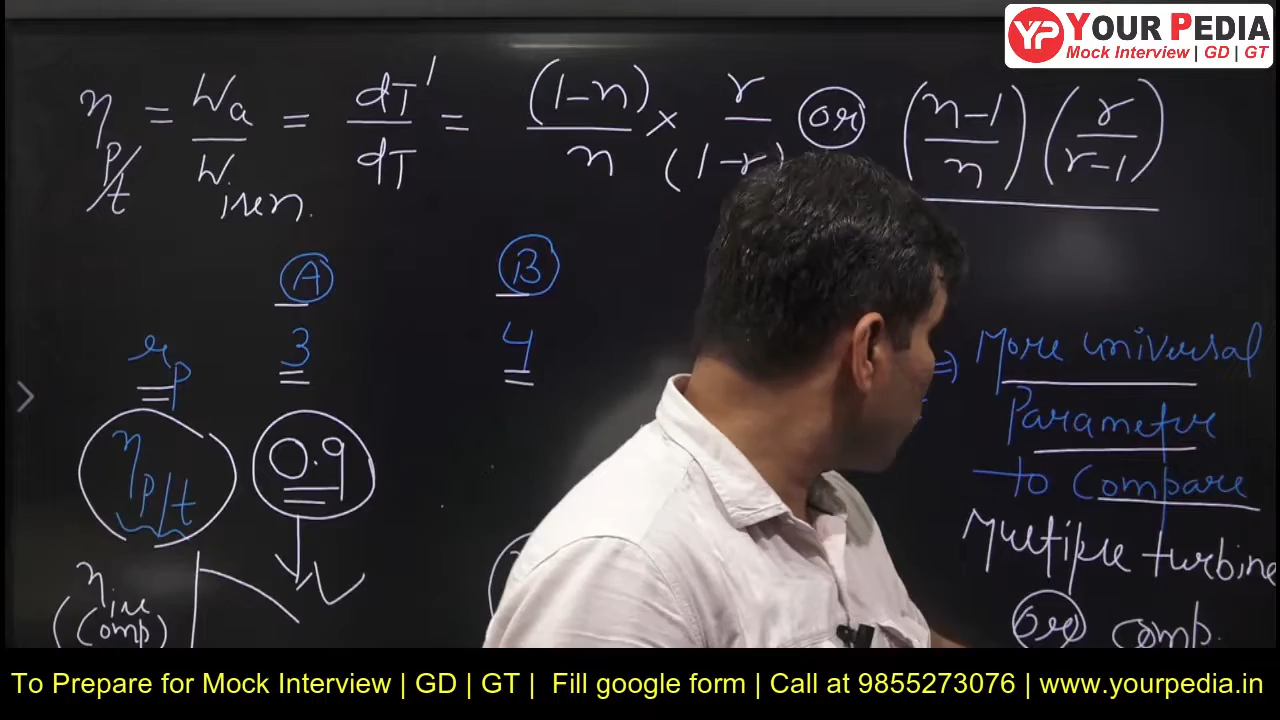 YOUR PEDIA
Mock Interview | GD | GT
η p/t = Wa / Wisen. = dT' / dT = (1-n) / n × r / (1-r) or (n-1 / n) (r / r-1)
A B
rp 3 4
⇒ More universal
Parameter
to Compare
η p/t 0.9
Multiple turbine
or comp.
ηise
(comp)
To Prepare for Mock Interview | GD | GT | Fill google form | Call at 9855273076 | www.yourpedia.in